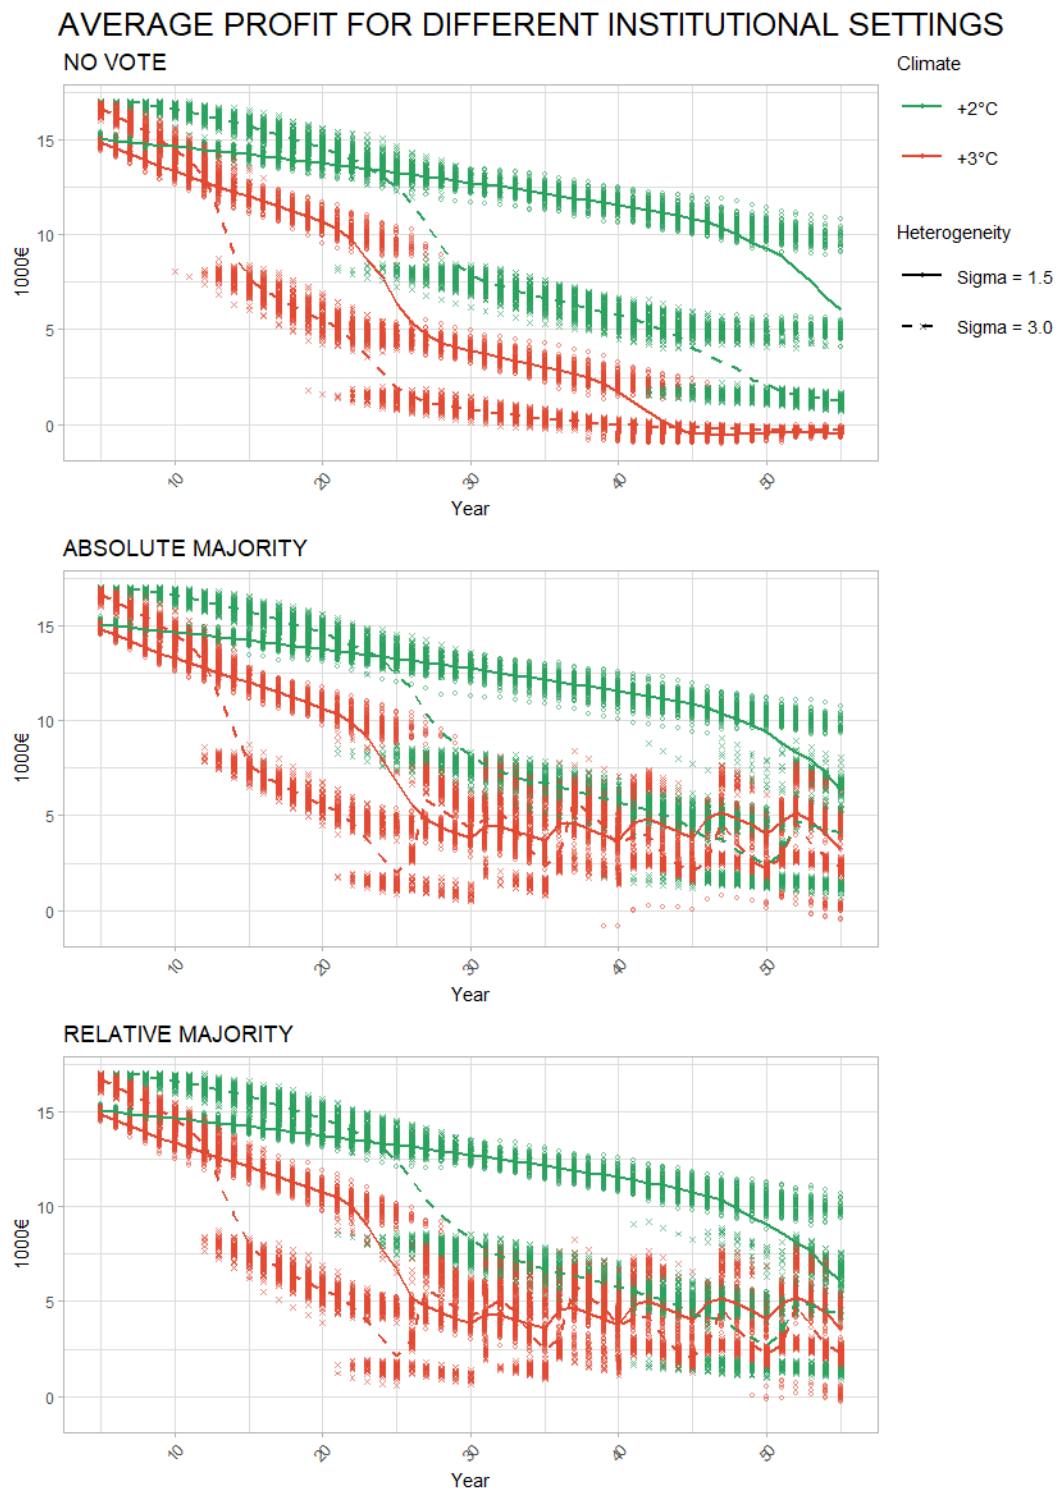 AVERAGE PROFIT FOR DIFFERENT INSTITUTIONAL SETTINGS
NO VOTE
Climate
+2°C
+3°C
Heterogeneity
Sigma = 1.5
Sigma = 3.0
1000€
15
10
5
0
10
20
30
40
50
Year
ABSOLUTE MAJORITY
1000€
15
10
5
0
10
20
30
40
50
Year
RELATIVE MAJORITY
1000€
15
10
5
0
10
20
30
40
50
Year